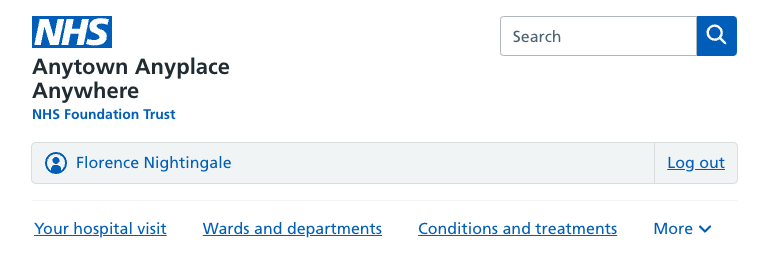 NHS
Search
Anytown Anyplace
Anywhere
NHS Foundation Trust
Florence Nightingale
Log out
Your hospital visit
Wards and departments
Conditions and treatments
More